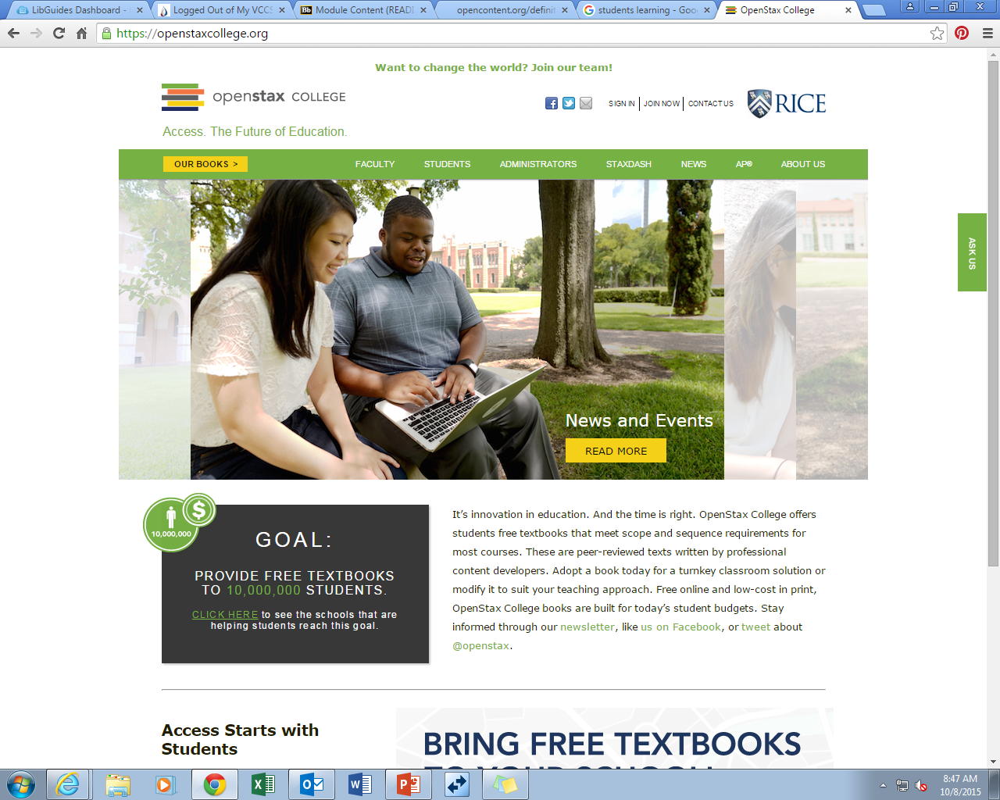 LibGuides Dashboard -
Logged Out of My VCCS
Bb Module Content (READI
opencontent.org/definit
G students learning - Goo
OpenStax College
https://openstaxcollege.org
Want to change the world? Join our team!
openstax COLLEGE
SIGN IN
JOIN NOW
CONTACT US
RICE
Access. The Future of Education.
OUR BOOKS >
FACULTY
STUDENTS
ADMINISTRATORS
STAXDASH
NEWS
AP®
ABOUT US
ASK US
News and Events
READ MORE
$
10,000,000
GOAL:
PROVIDE FREE TEXTBOOKS
TO 10,000,000 STUDENTS.
CLICK HERE to see the schools that are
helping students reach this goal.
It's innovation in education. And the time is right. OpenStax College offers
students free textbooks that meet scope and sequence requirements for
most courses. These are peer-reviewed texts written by professional
content developers. Adopt a book today for a turnkey classroom solution or
modify it to suit your teaching approach. Free online and low-cost in print,
OpenStax College books are built for today's student budgets. Stay
informed through our newsletter, like us on Facebook, or tweet about
@openstax.
Access Starts with
Students
BRING FREE TEXTBOOKS
TO YOUR SCHOOL
8:47 AM
10/8/2015